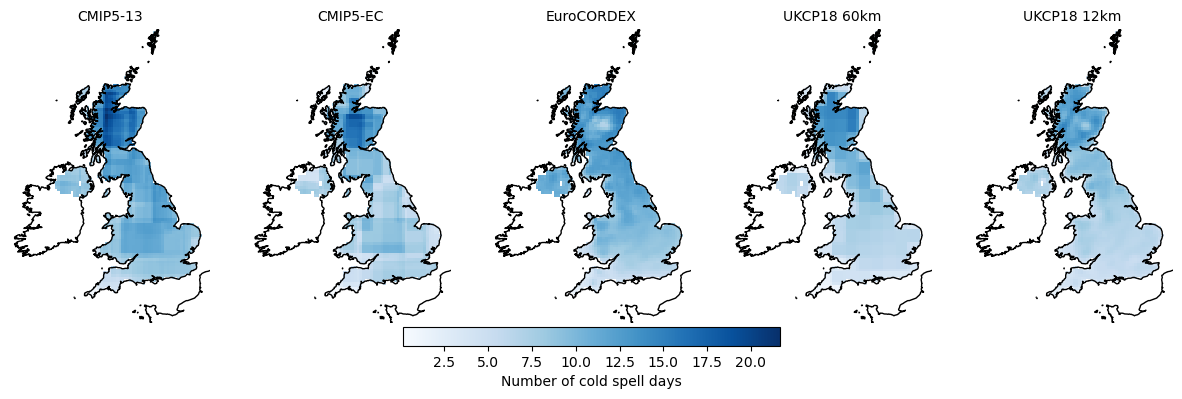 CMIP5-13 CMIP5-EC EuroCORDEX UKCP18 60km UKCP18 12km
2.5 5.0 7.5 10.0 12.5 15.0 17.5 20.0
Number of cold spell days